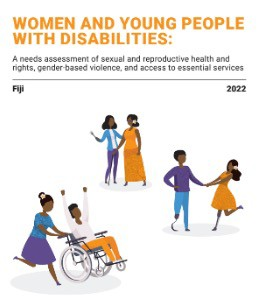 WOMEN AND YOUNG PEOPLE
WITH DISABILITIES:
A needs assessment of sexual and reproductive health and
rights, gender-based violence, and access to essential services
Fiji 2022